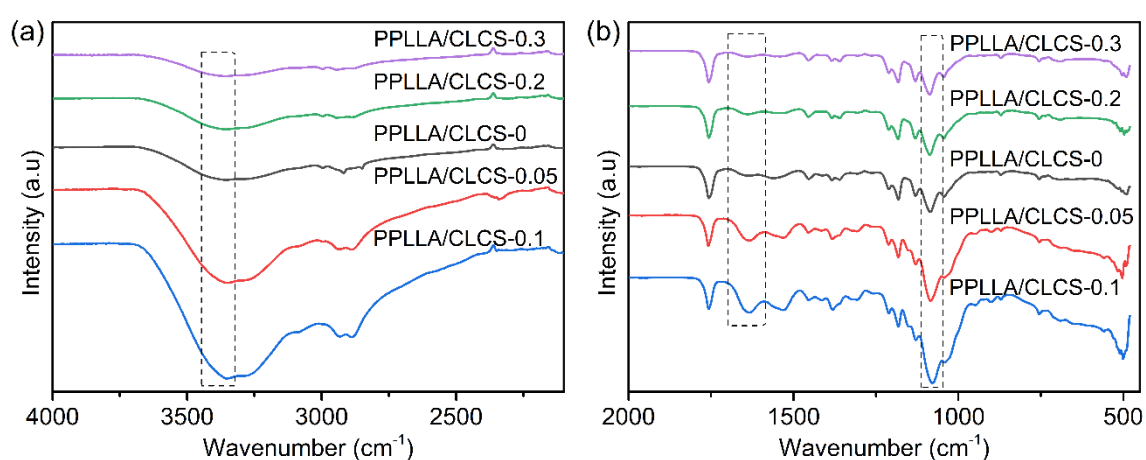 (a)
PPLLA/CLCS-0.3
PPLLA/CLCS-0.2
PPLLA/CLCS-0
PPLLA/CLCS-0.05
PPLLA/CLCS-0.1
Intensity (a.u)
4000 3500 3000 2500
Wavenumber (cm⁻¹)
(b)
PPLLA/CLCS-0.3
PPLLA/CLCS-0.2
PPLLA/CLCS-0
PPLLA/CLCS-0.05
PPLLA/CLCS-0.1
Intensity (a.u)
2000 1500 1000 500
Wavenumber (cm⁻¹)